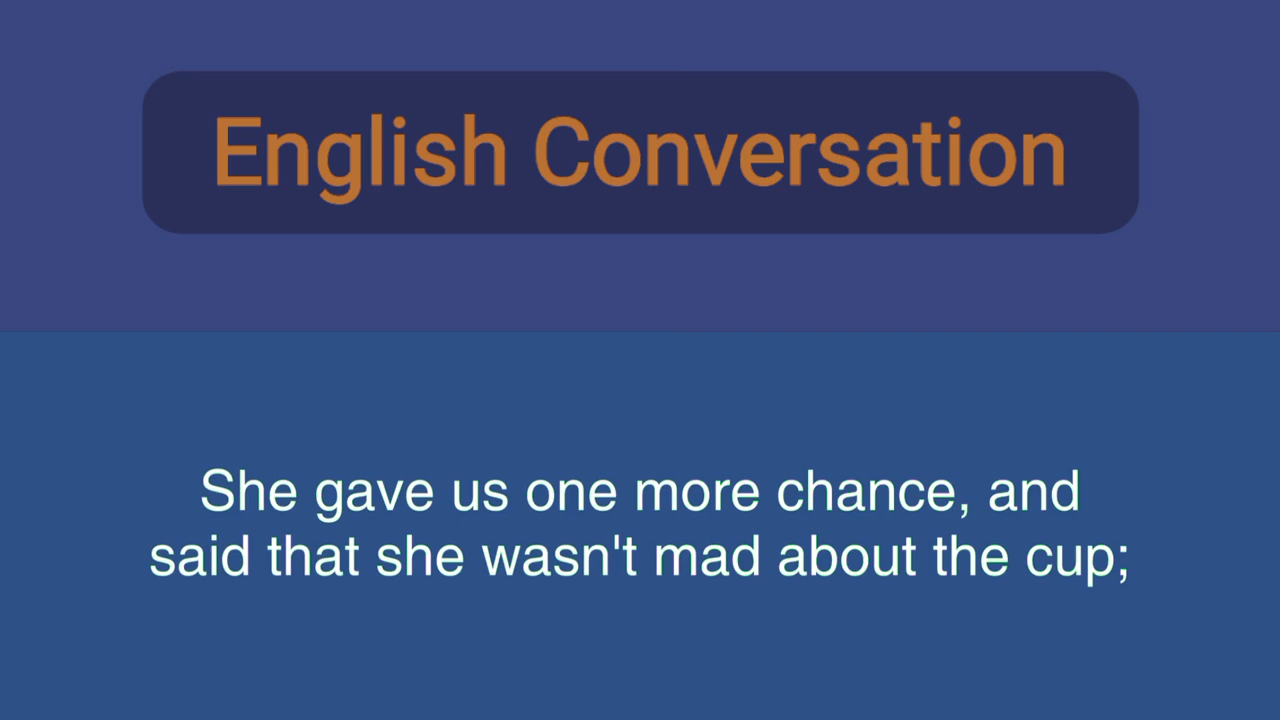 English Conversation
She gave us one more chance, and
said that she wasn't mad about the cup;